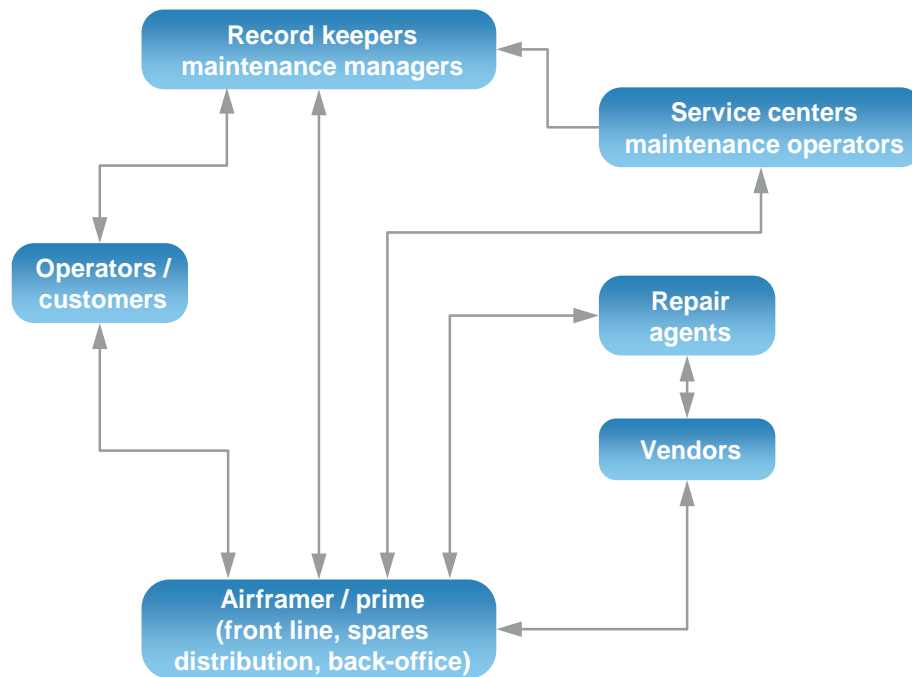 Record keepers
maintenance managers
Service centers
maintenance operators
Operators /
customers
Repair
agents
Vendors
Airframer / prime
(front line, spares
distribution, back-office)